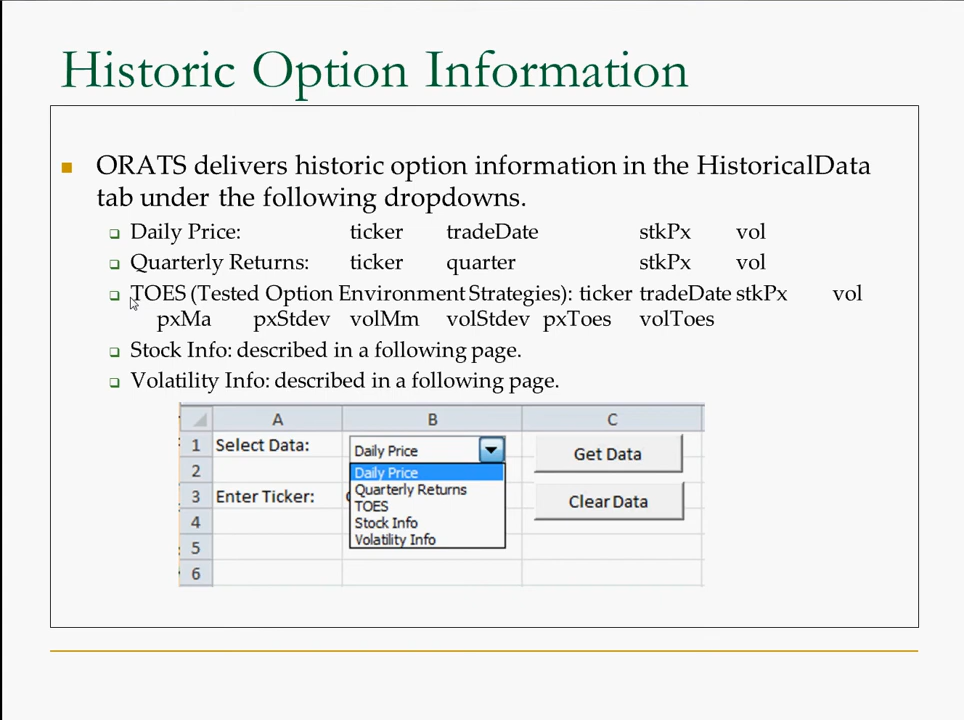 Historic Option Information
ORATS delivers historic option information in the HistoricalData
tab under the following dropdowns.
Daily Price: ticker tradeDate stkPx vol
Quarterly Returns: ticker quarter stkPx vol
TOES (Tested Option Environment Strategies): ticker tradeDate stkPx vol
pxMa pxStdev volMm volStdev pxToes volToes
Stock Info: described in a following page.
Volatility Info: described in a following page.
A B C
1 Select Data: Daily Price Get Data
2 Daily Price
Quarterly Returns
3 Enter Ticker: Clear Data
TOES
4 Stock Info
5 Volatility Info
6